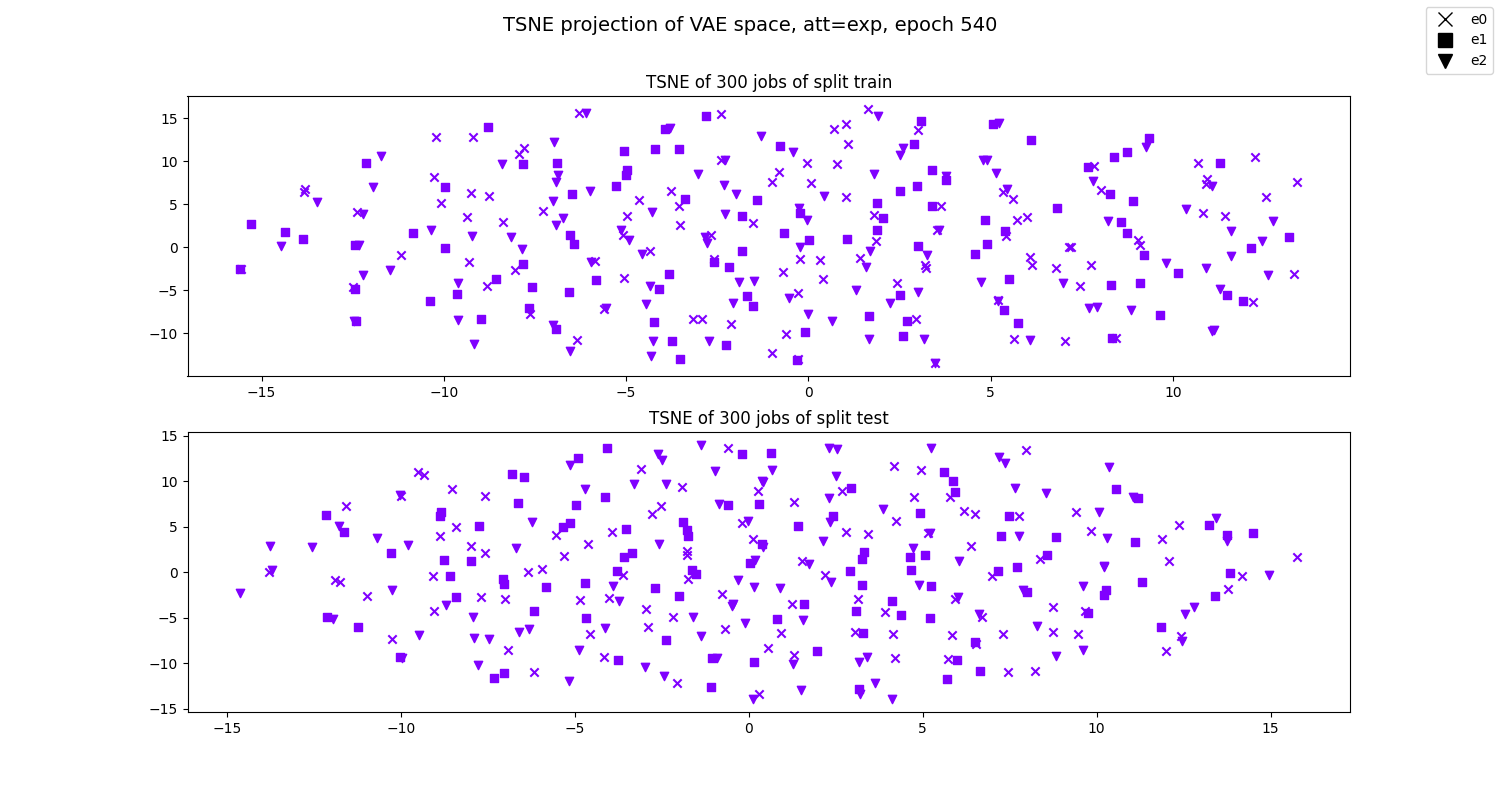 TSNE projection of VAE space, att=exp, epoch 540
e0
e1
e2
TSNE of 300 jobs of split train
15
10
5
0
−5
−10
−15 −10 −5 0 5 10
TSNE of 300 jobs of split test
15
10
5
0
−5
−10
−15
−15 −10 −5 0 5 10 15